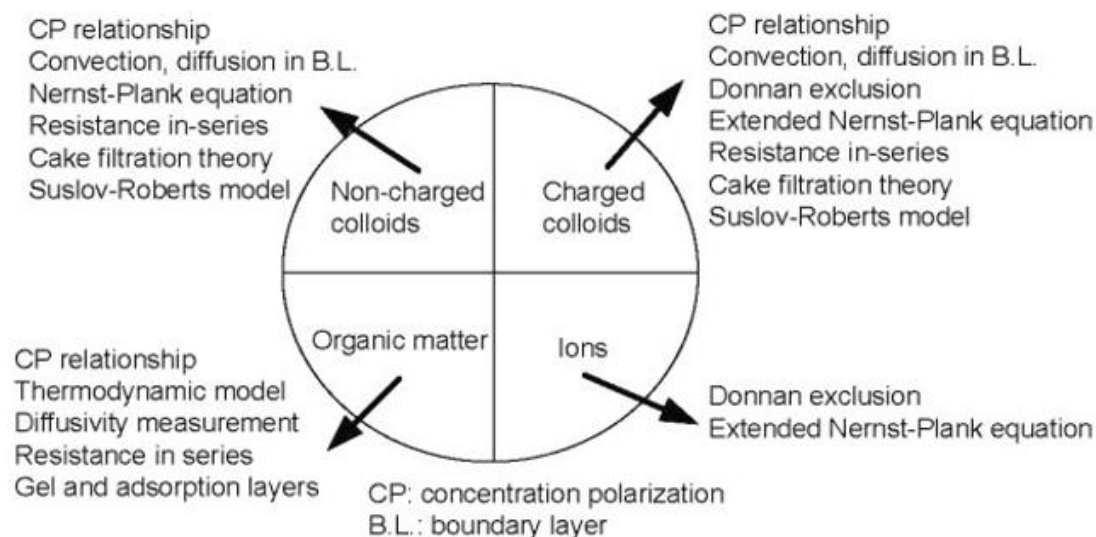 CP relationship
Convection, diffusion in B.L.
Nernst-Plank equation
Resistance in-series
Cake filtration theory
Suslov-Roberts model
CP relationship
Convection, diffusion in B.L.
Donnan exclusion
Extended Nernst-Plank equation
Resistance in-series
Cake filtration theory
Suslov-Roberts model
Non-charged
colloids
Charged
colloids
Organic matter
Ions
CP relationship
Thermodynamic model
Diffusivity measurement
Resistance in series
Gel and adsorption layers
Donnan exclusion
Extended Nernst-Plank equation
CP: concentration polarization
B.L.: boundary layer